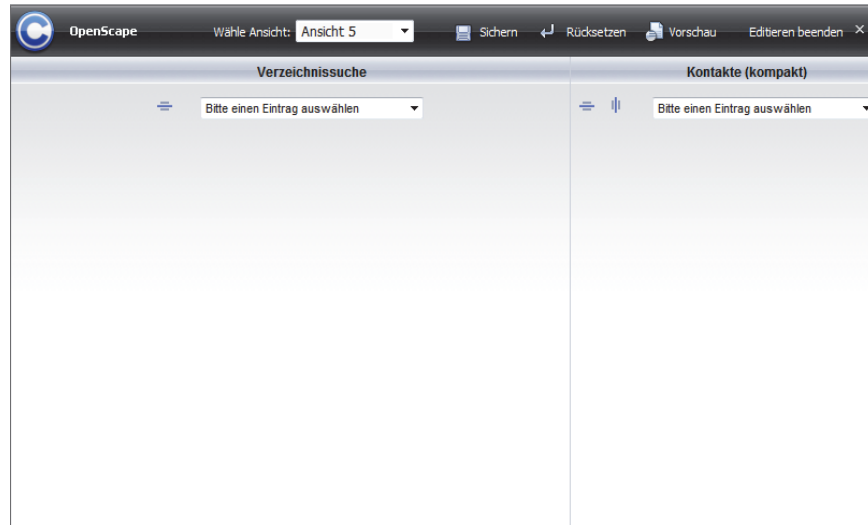 OpenScape Wähle Ansicht: Ansicht 5 Sichern Rücksetzen Vorschau Editieren beenden
Verzeichnissuche Kontakte (kompakt)
Bitte einen Eintrag auswählen Bitte einen Eintrag auswählen